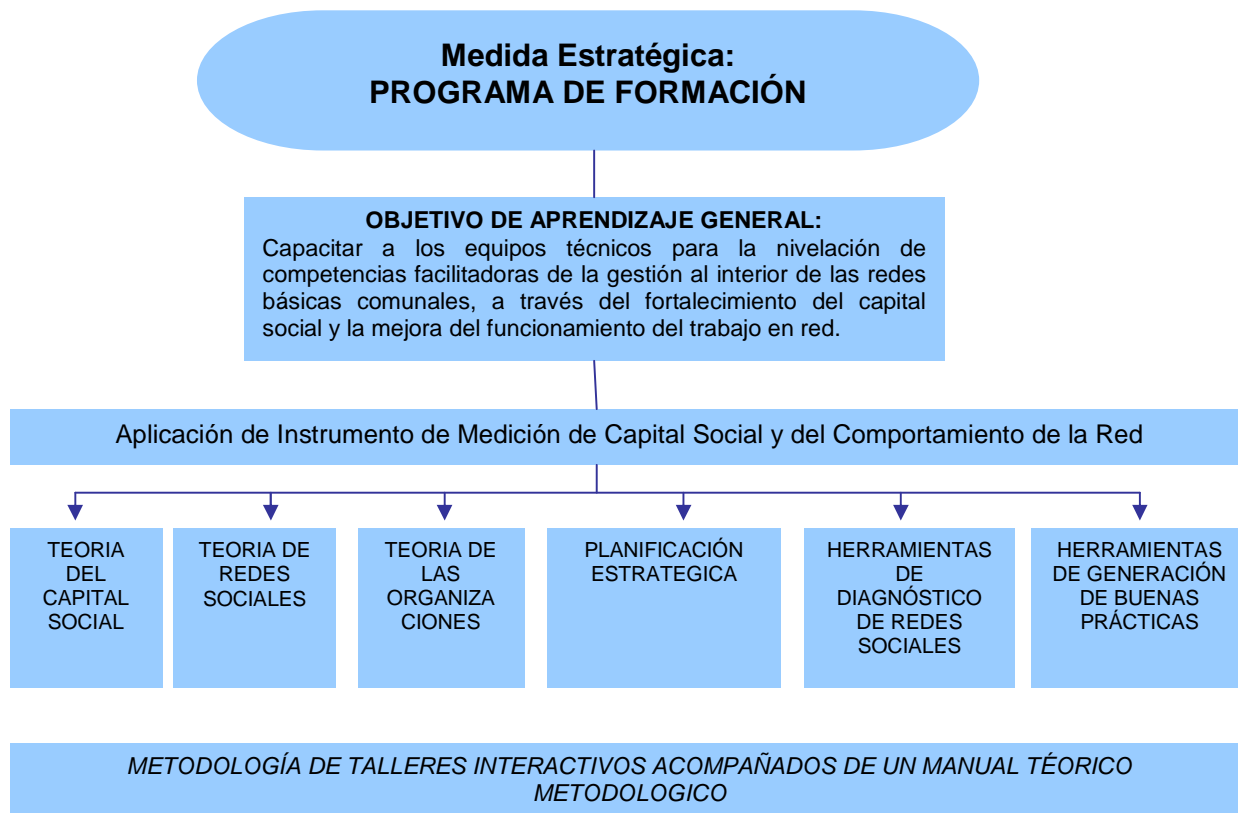 Medida Estratégica:
PROGRAMA DE FORMACIÓN
OBJETIVO DE APRENDIZAJE GENERAL:
Capacitar a los equipos técnicos para la nivelación de
competencias facilitadoras de la gestión al interior de las redes
básicas comunales, a través del fortalecimiento del capital
social y la mejora del funcionamiento del trabajo en red.
Aplicación de Instrumento de Medición de Capital Social y del Comportamiento de la Red
TEORIA
DEL
CAPITAL
SOCIAL
TEORIA DE
REDES
SOCIALES
TEORIA DE
LAS
ORGANIZA
CIONES
PLANIFICACIÓN
ESTRATEGICA
HERRAMIENTAS
DE
DIAGNÓSTICO
DE REDES
SOCIALES
HERRAMIENTAS
DE GENERACIÓN
DE BUENAS
PRÁCTICAS
METODOLOGÍA DE TALLERES INTERACTIVOS ACOMPAÑADOS DE UN MANUAL TÉORICO
METODOLOGICO